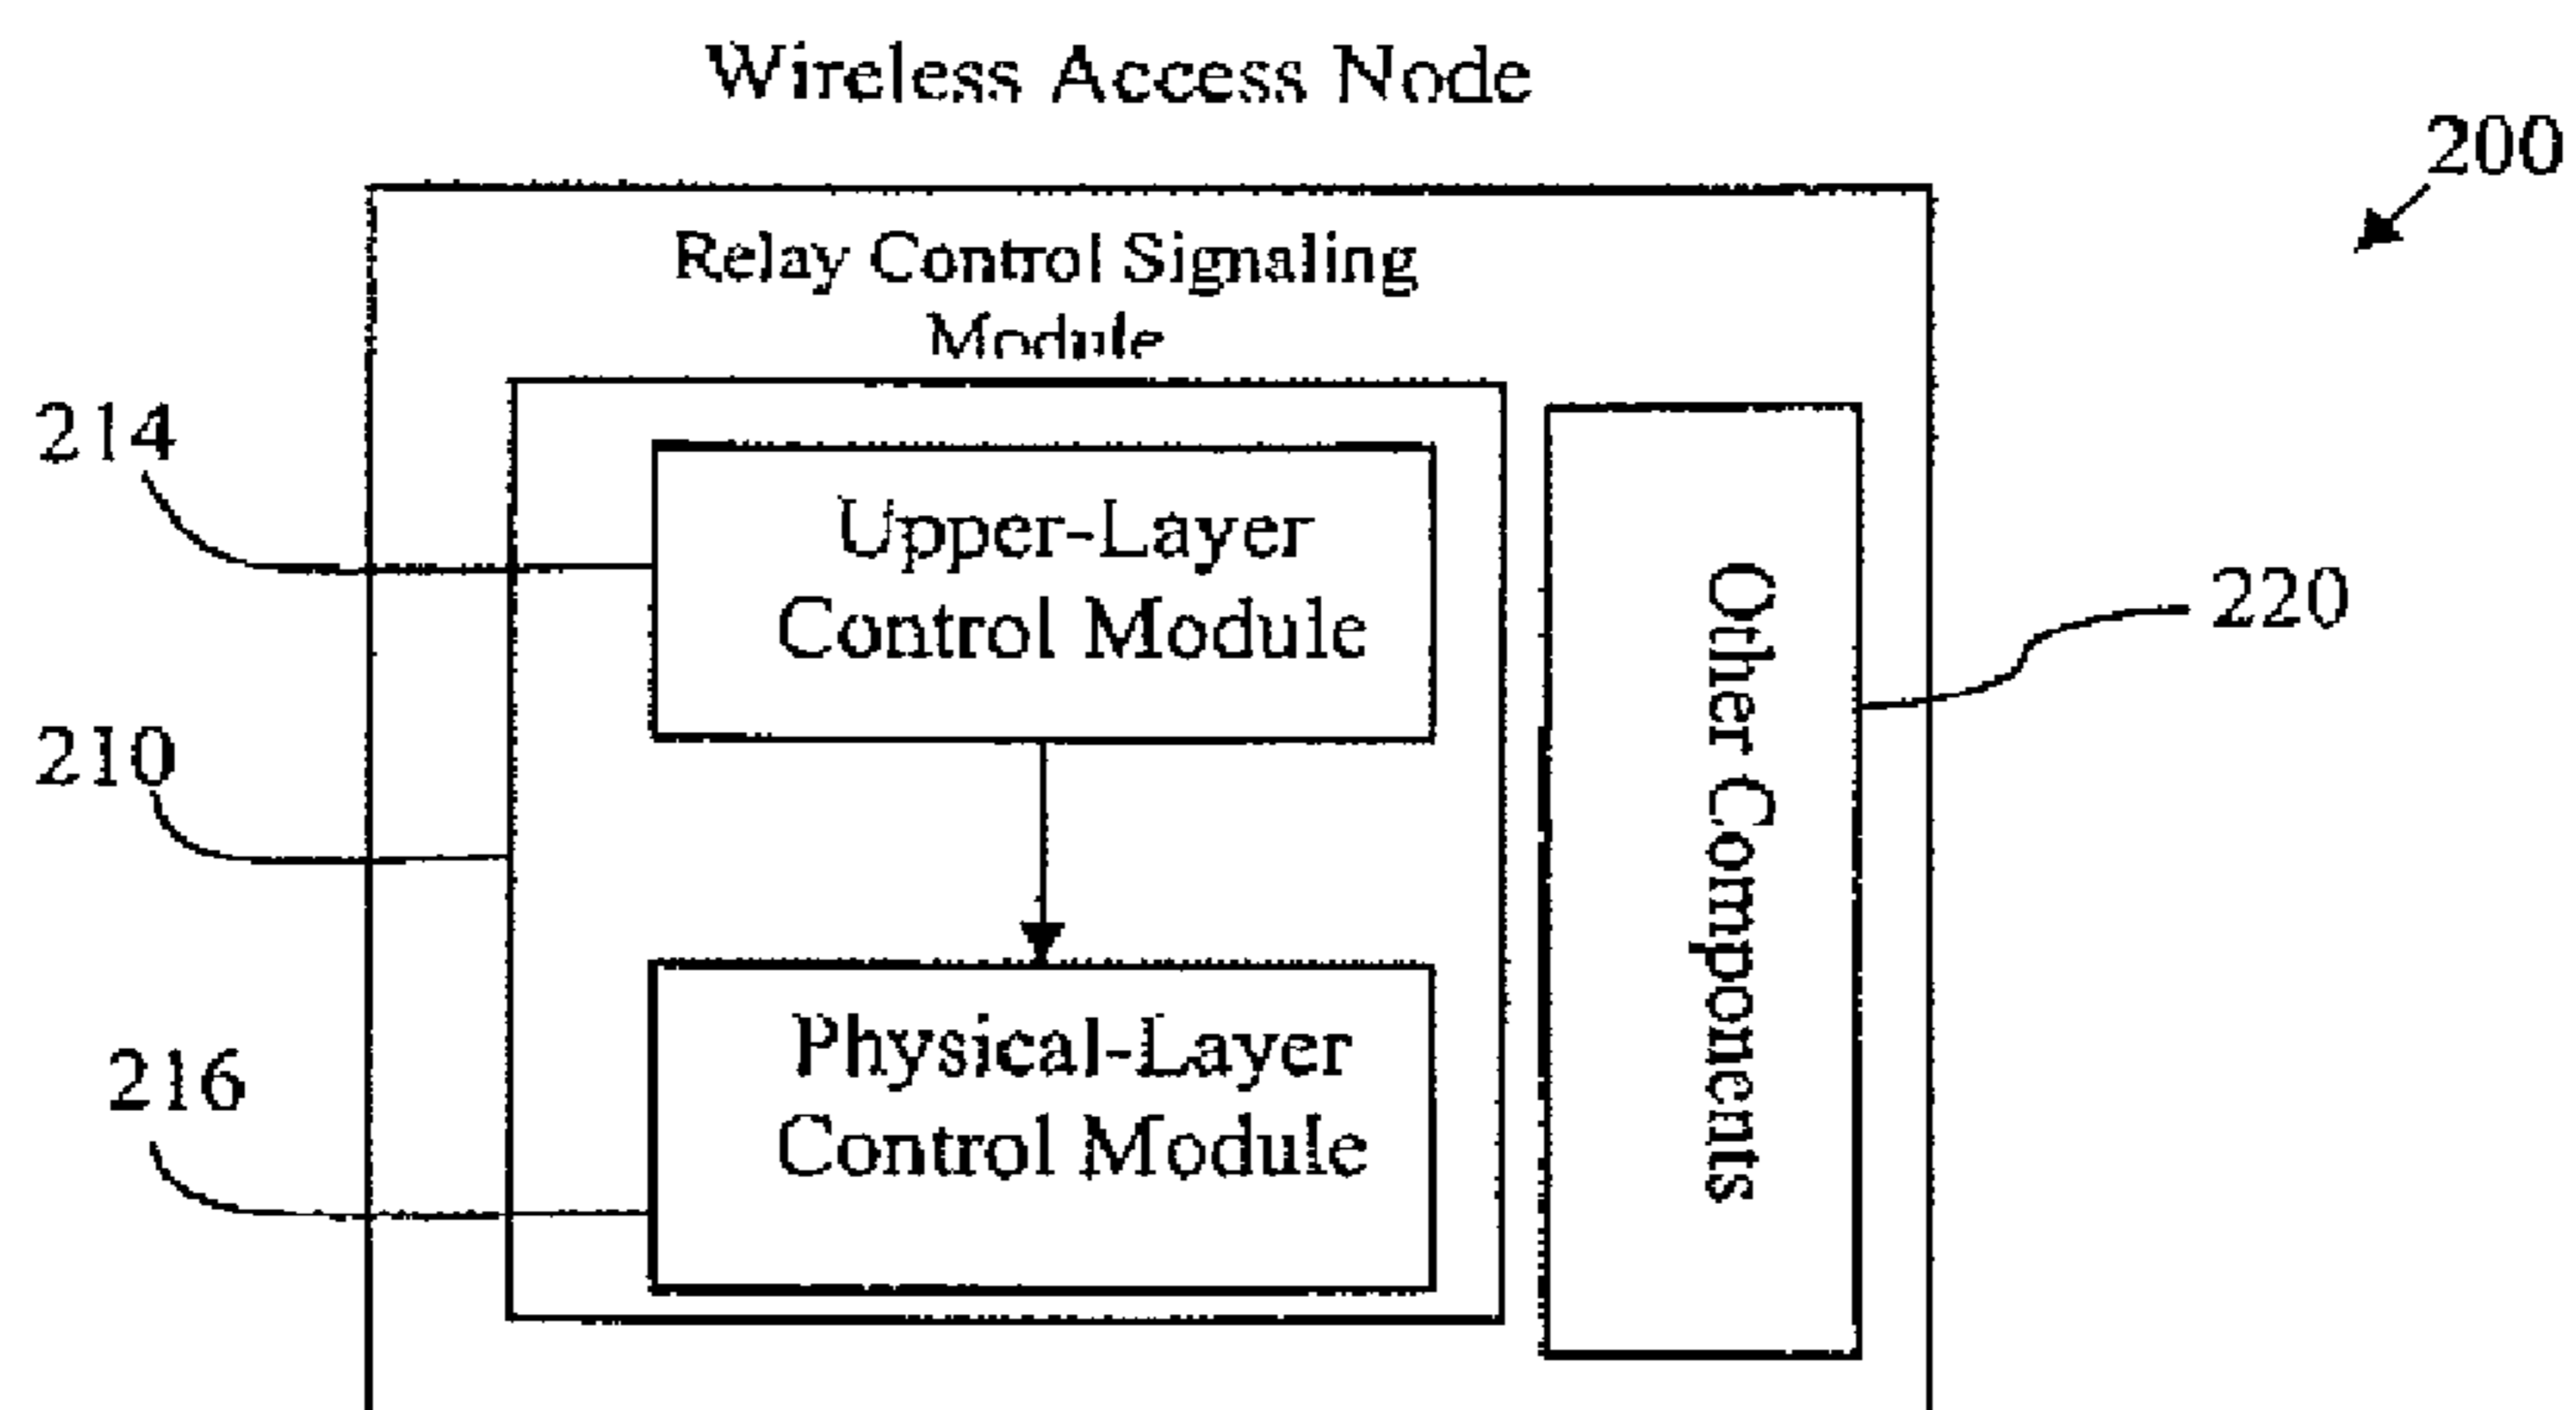 Wireless Access Node
200
Relay Control Signaling
Module
214
Upper-Layer
Control Module
220
Other Components
210
216
Physical-Layer
Control Module